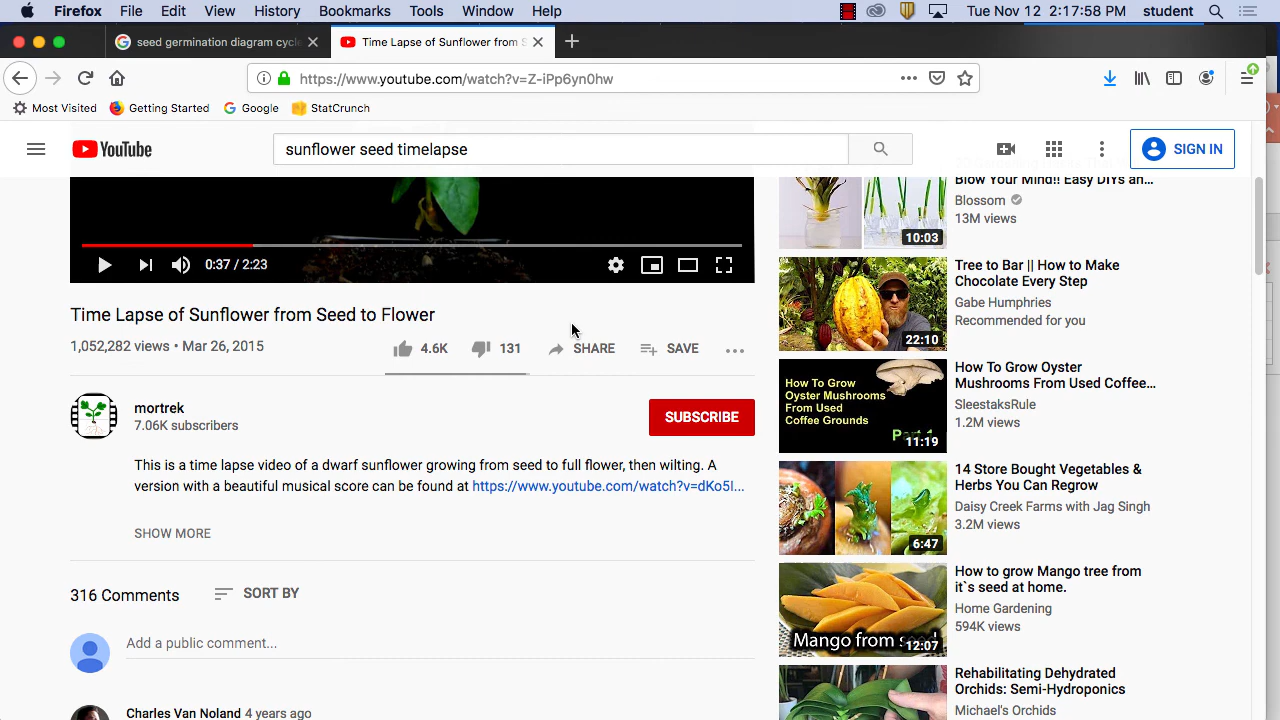 Firefox File Edit View History Bookmarks Tools Window Help Tue Nov 12 2:17:58 PM student
seed germination diagram cycle
Time Lapse of Sunflower from S
https://www.youtube.com/watch?v=Z-iPp6yn0hw
Most Visited Getting Started Google StatCrunch
YouTube
sunflower seed timelapse
SIGN IN
0:37 / 2:23
Time Lapse of Sunflower from Seed to Flower
1,052,282 views • Mar 26, 2015
4.6K 131 SHARE SAVE
mortrek
7.06K subscribers
SUBSCRIBE
This is a time lapse video of a dwarf sunflower growing from seed to full flower, then wilting. A
version with a beautiful musical score can be found at https://www.youtube.com/watch?v=dKo5I...
SHOW MORE
316 Comments SORT BY
Add a public comment...
Charles Van Noland 4 years ago
Blow Your Mind!! Easy DIYs an...
Blossom
13M views
10:03
Tree to Bar || How to Make
Chocolate Every Step
Gabe Humphries
Recommended for you
22:10
How To Grow
Oyster Mushrooms
From Used
Coffee Grounds
11:19
How To Grow Oyster
Mushrooms From Used Coffee...
SleestaksRule
1.2M views
14 Store Bought Vegetables &
Herbs You Can Regrow
Daisy Creek Farms with Jag Singh
3.2M views
6:47
How to grow Mango tree from
it`s seed at home.
Home Gardening
594K views
Mango from
12:07
Rehabilitating Dehydrated
Orchids: Semi-Hydroponics
Michael's Orchids